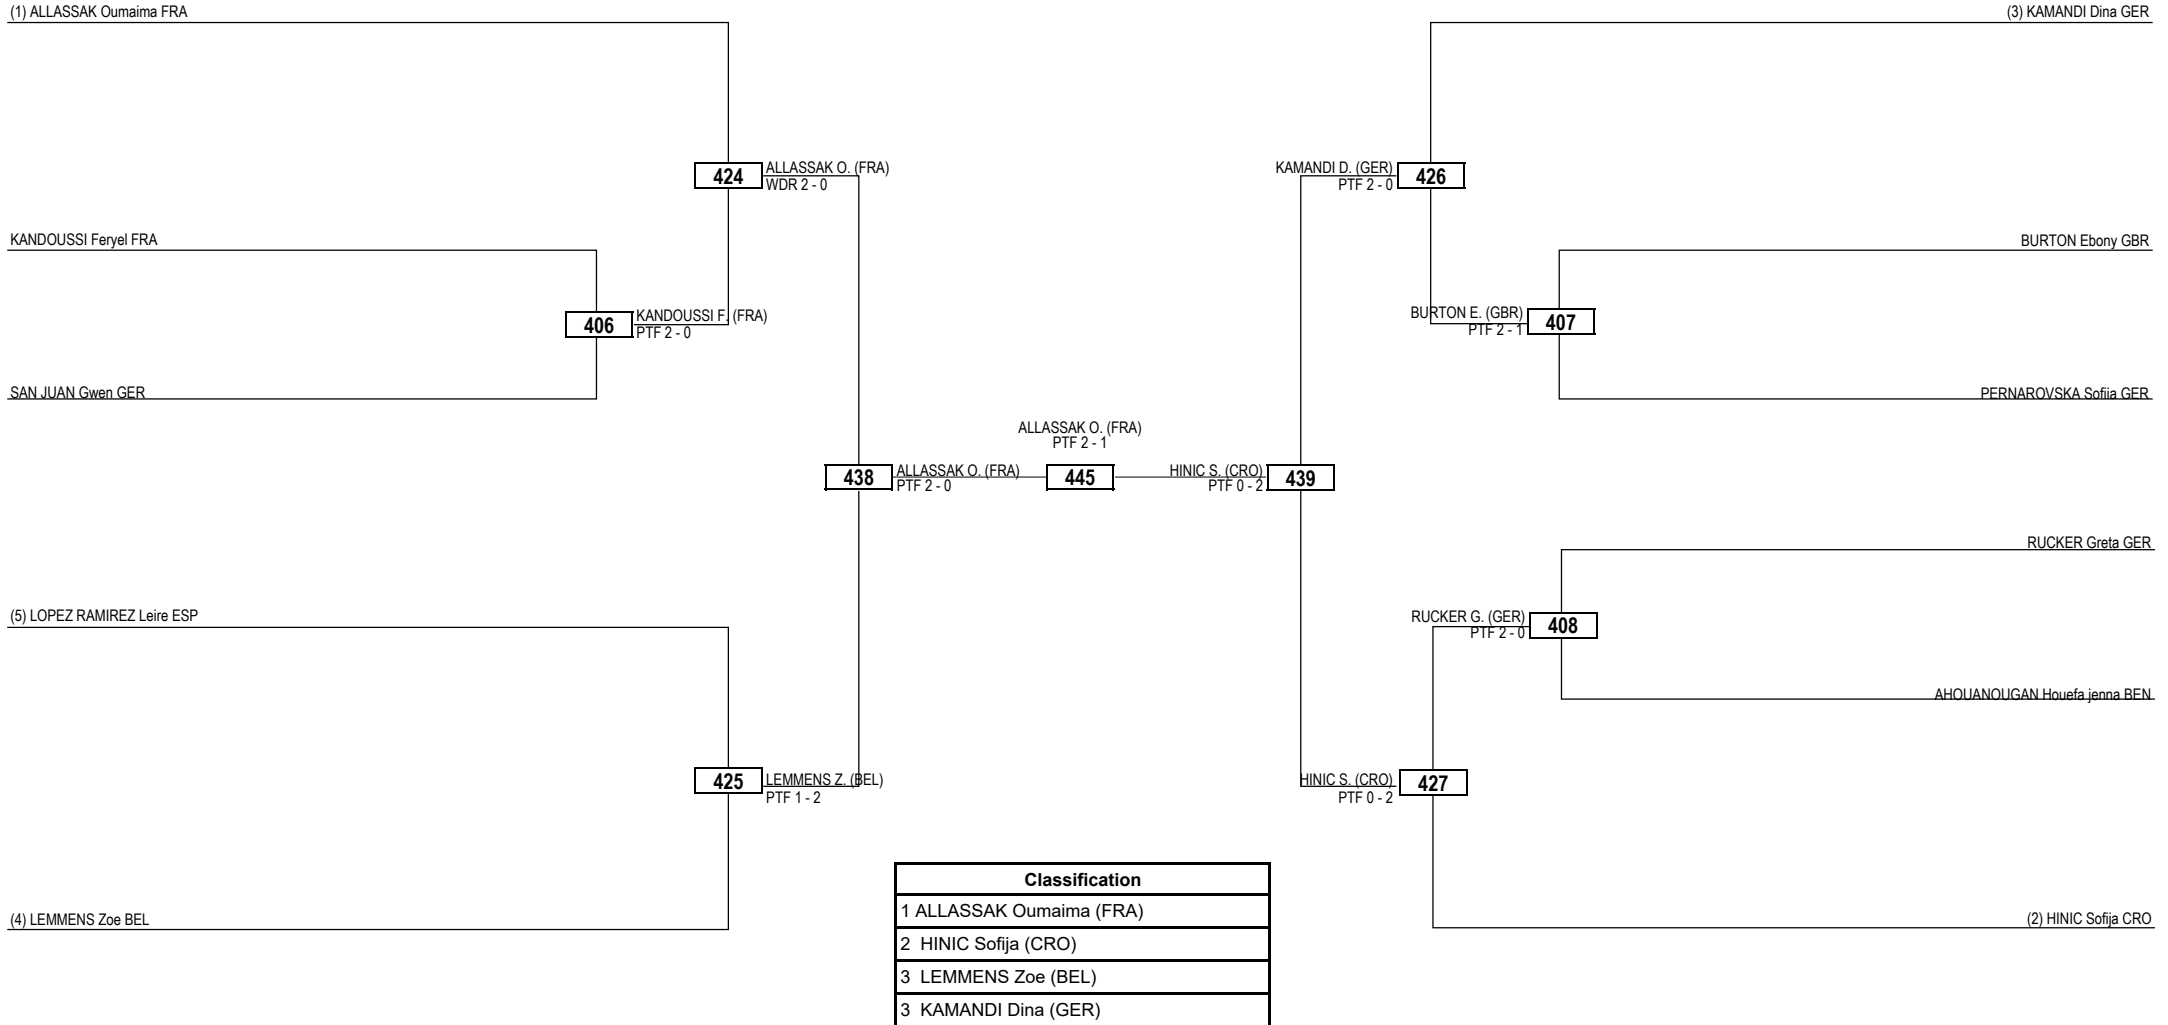 (1) ALLASSAK Oumaima FRA
(3) KAMANDI Dina GER
424
ALLASSAK O. (FRA)
WDR 2 - 0
KAMANDI D. (GER)
PTF 2 - 0
426
KANDOUSSI Feryel FRA
BURTON Ebony GBR
406
KANDOUSSI F. (FRA)
PTF 2 - 0
BURTON E. (GBR)
PTF 2 - 1
407
SAN JUAN Gwen GER
PERNAROVSKA Sofiia GER
ALLASSAK O. (FRA)
PTF 2 - 1
438
ALLASSAK O. (FRA)
PTF 2 - 0
445
HINIC S. (CRO)
PTF 0 - 2
439
RUCKER Greta GER
(5) LOPEZ RAMIREZ Leire ESP
RUCKER G. (GER)
PTF 2 - 0
408
AHOUANOUGAN Houefa jenna BEN
425
LEMMENS Z. (BEL)
PTF 1 - 2
HINIC S. (CRO)
PTF 0 - 2
427
(4) LEMMENS Zoe BEL
(2) HINIC Sofija CRO
Classification
1 ALLASSAK Oumaima (FRA)
2 HINIC Sofija (CRO)
3 LEMMENS Zoe (BEL)
3 KAMANDI Dina (GER)